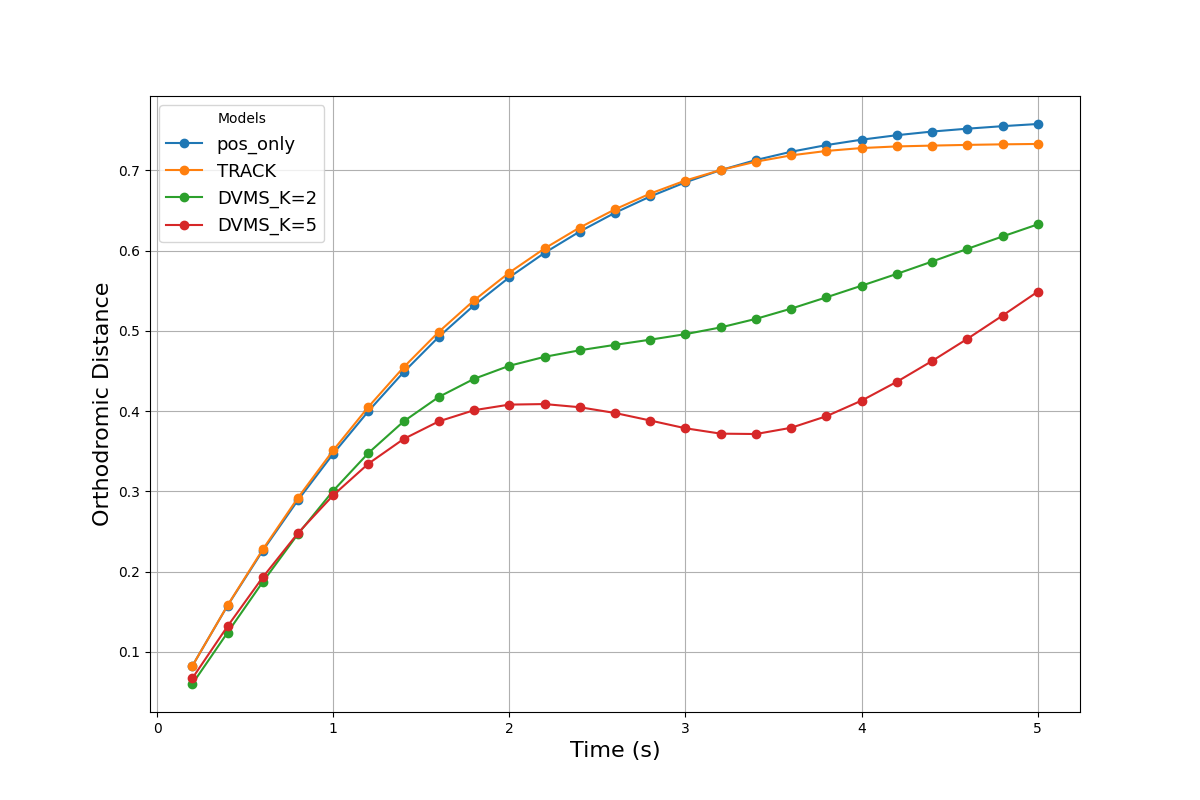 Models
pos_only
TRACK
DVMS_K=2
DVMS_K=5
Orthodromic Distance
0.7
0.6
0.5
0.4
0.3
0.2
0.1
0 1 2 3 4 5
Time (s)